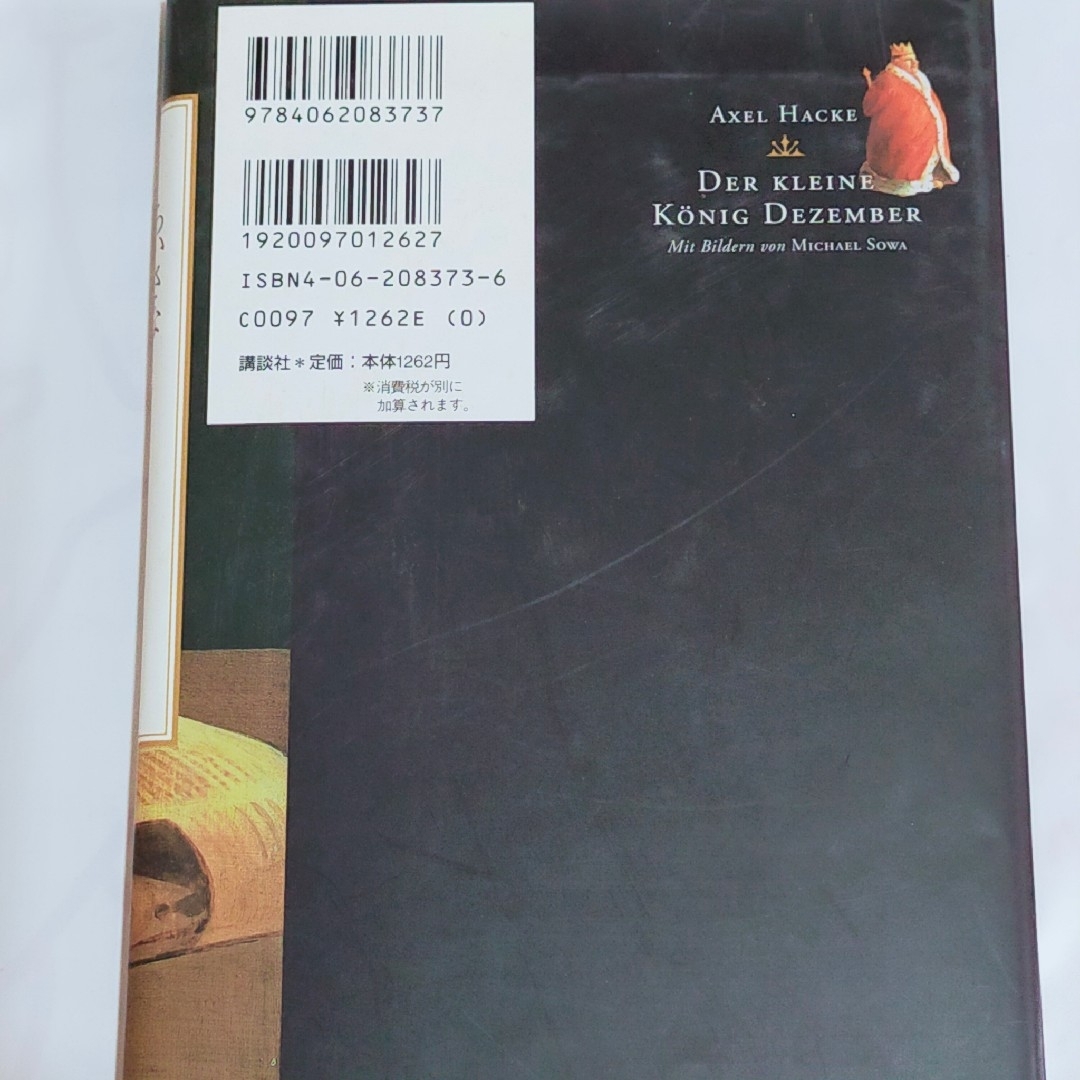 9784062083737
1920097012627
ISBN4-06-208373-6
C0097 ¥1262E (0)
講談社＊定価：本体1262円
※消費税が別に
加算されます。
AXEL HACKE
DER KLEINE
KÖNIG DEZEMBER
Mit Bildern von MICHAEL SOWA